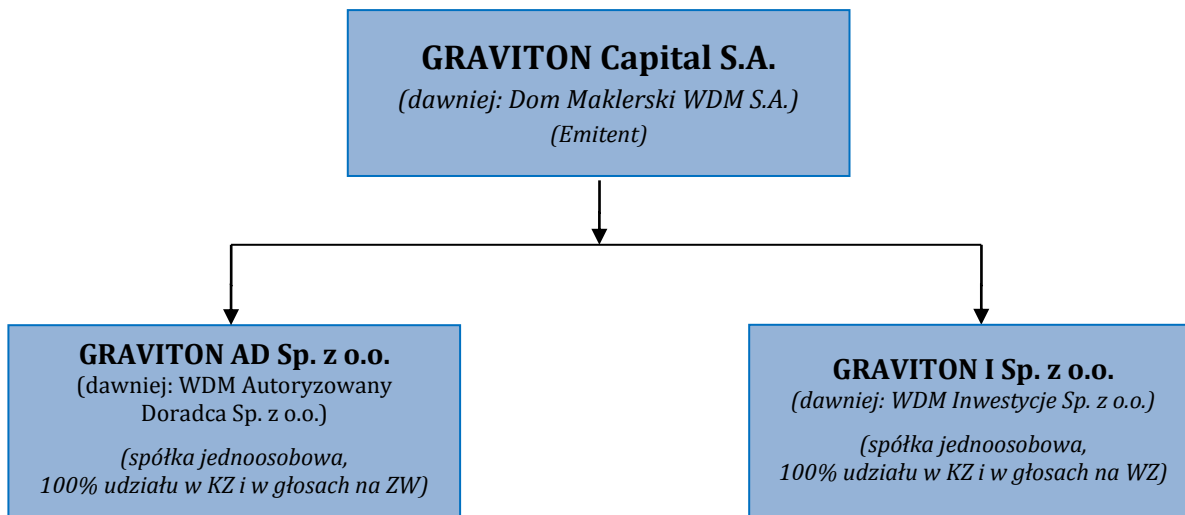 GRAVITON Capital S.A.
(dawniej: Dom Maklerski WDM S.A.)
(Emitent)
GRAVITON AD Sp. z o.o.
(dawniej: WDM Autoryzowany
Doradca Sp. z o.o.)
(spółka jednoosobowa,
100% udziału w KZ i w głosach na ZW)
GRAVITON I Sp. z o.o.
(dawniej: WDM Inwestycje Sp. z o.o.)
(spółka jednoosobowa,
100% udziału w KZ i w głosach na WZ)